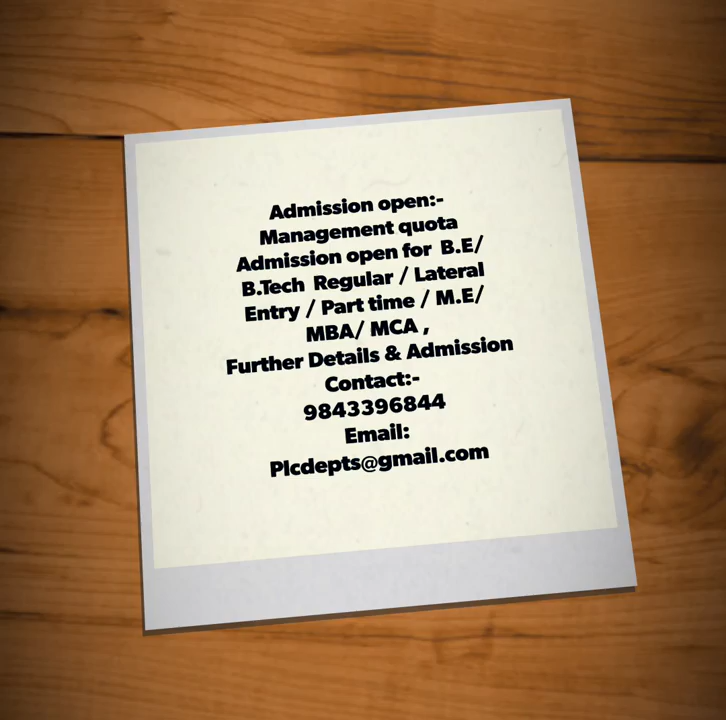 Admission open:-
Management quota
Admission open for B.E/
B.Tech Regular / Lateral
Entry / Part time / M.E/
MBA/ MCA ,
Further Details & Admission
Contact:-
9843396844
Email:
Plcdepts@gmail.com